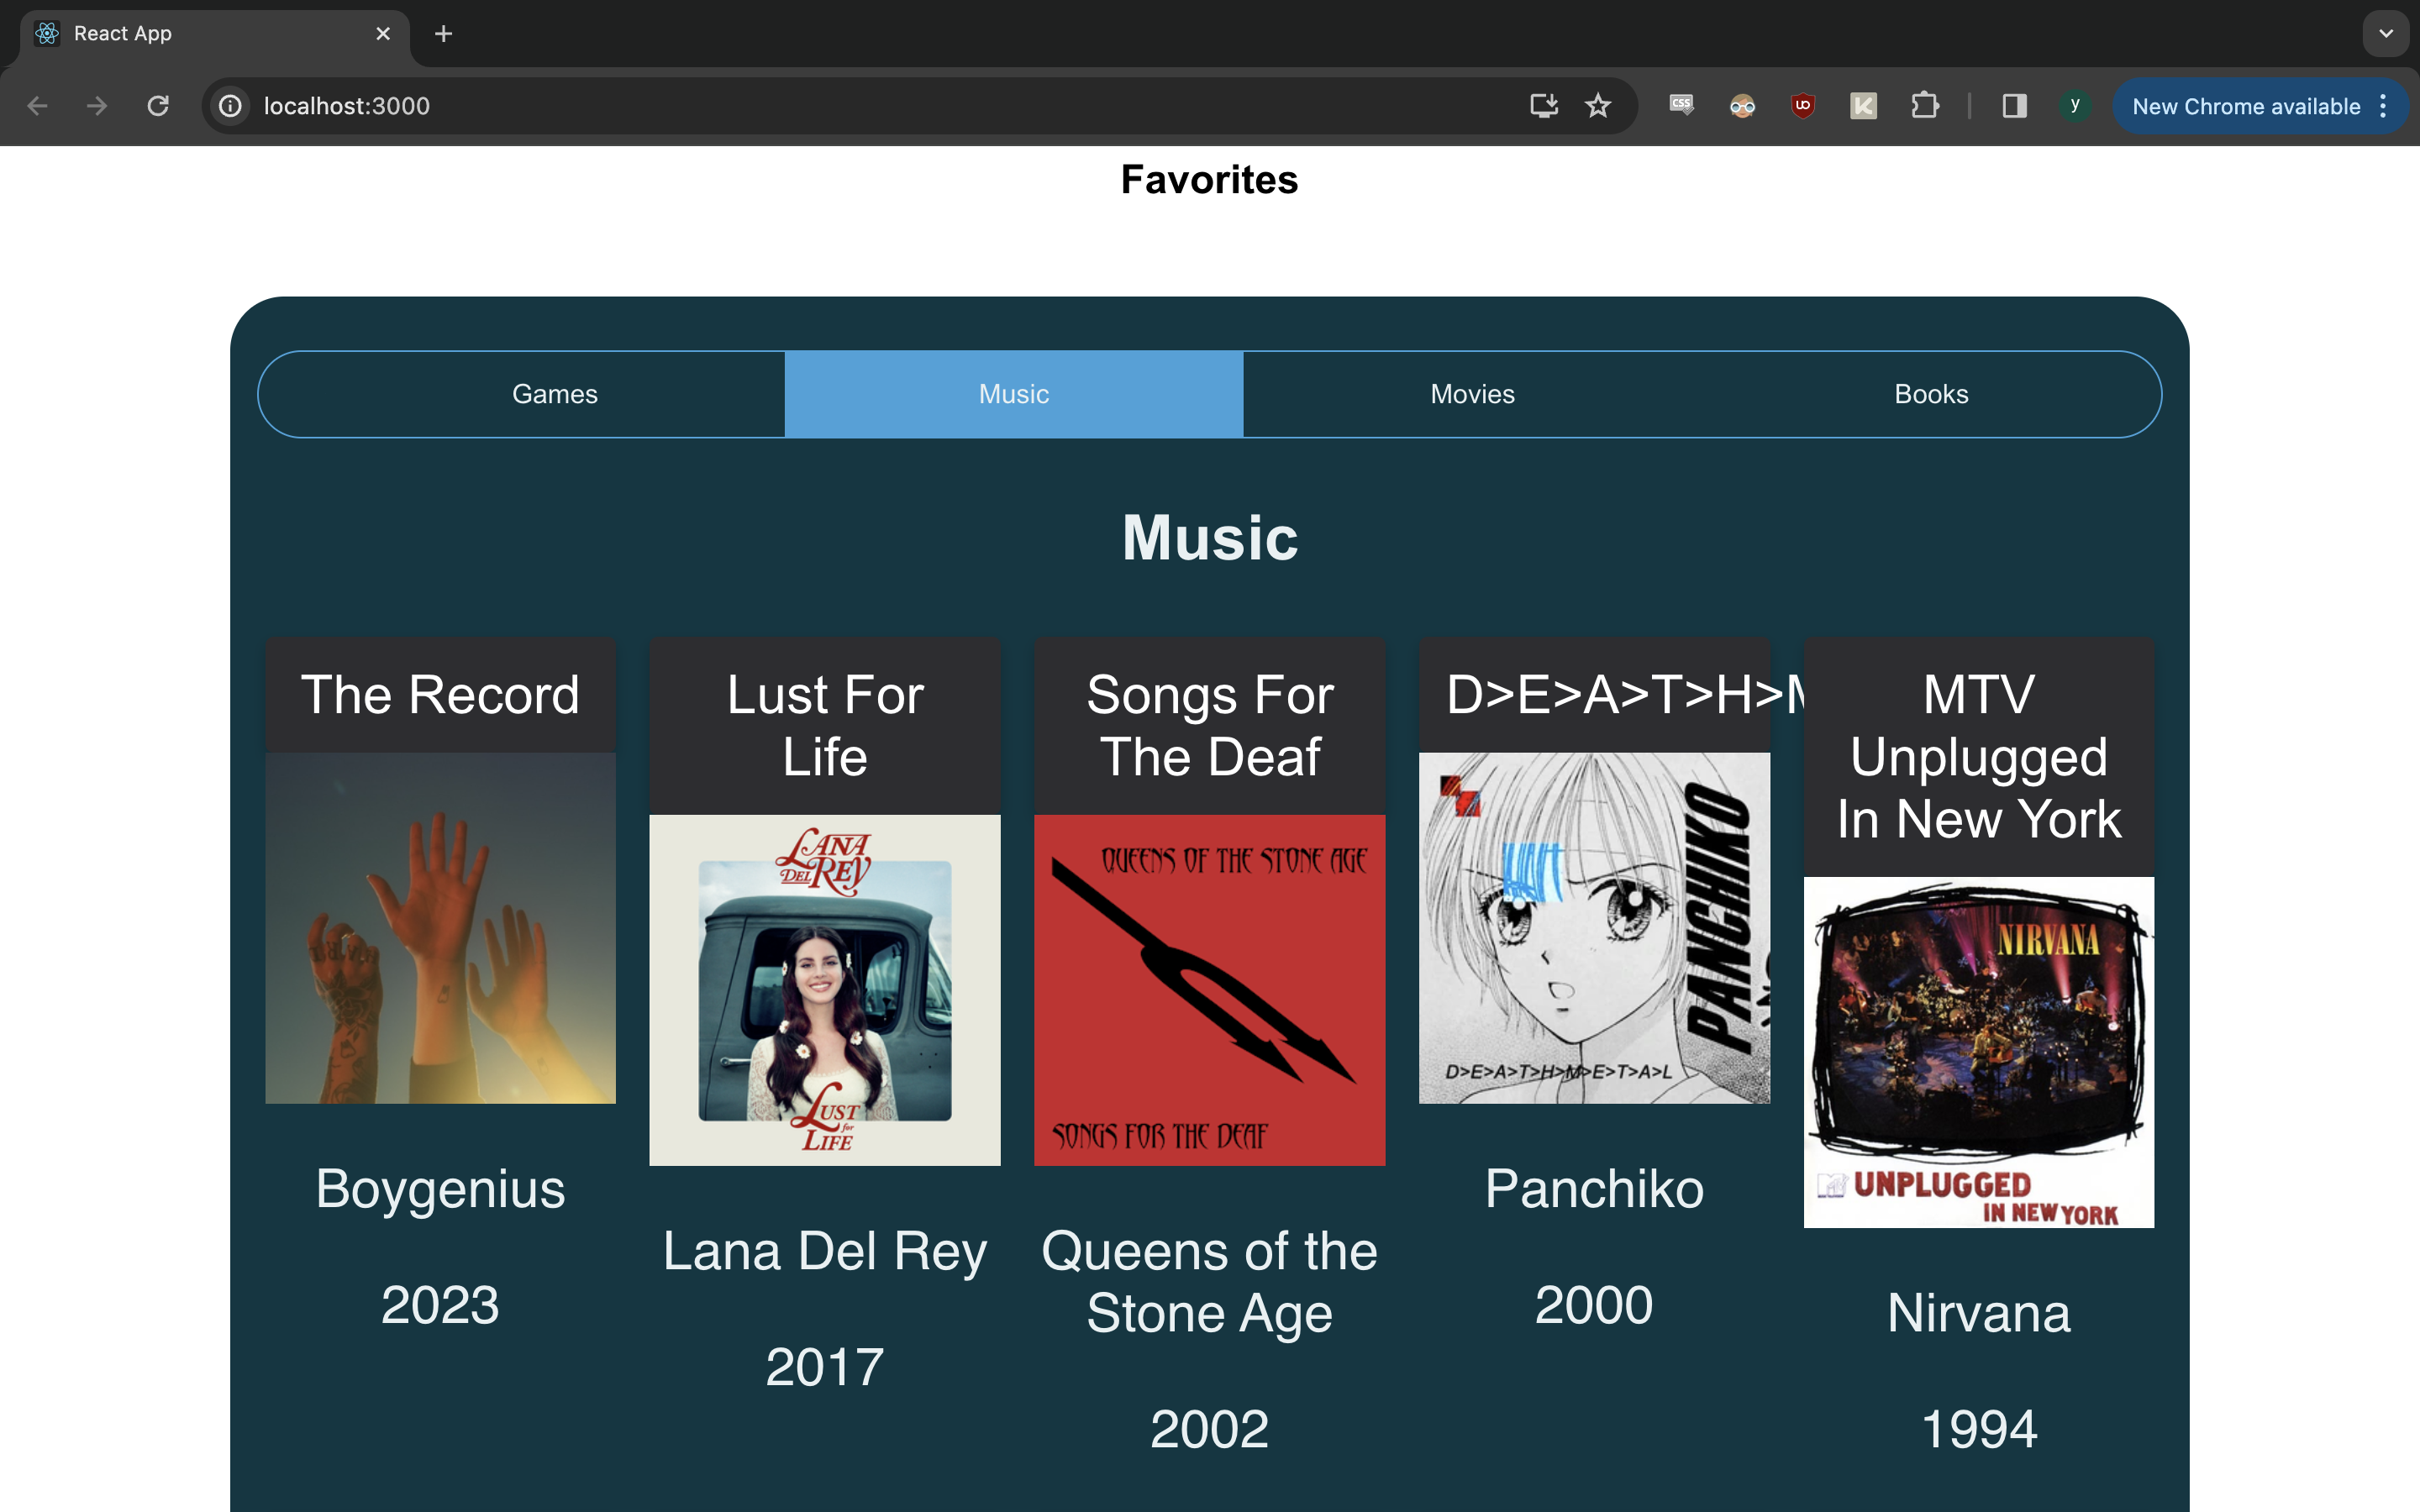 React App
localhost:3000
CSS
y
New Chrome available
Favorites
Games
Music
Movies
Books
Music
The Record
Boygenius
2023
Lust For
Life
LANA
DEL REY
LUST
for
LIFE
Lana Del Rey
2017
Songs For
The Deaf
QUEENS OF THE STONE AGE
SONGS FOR THE DEAF
Queens of the
Stone Age
2002
D>E>A>T>H>M
PANCHIKO
D>E>A>T>H>M>E>T>A>L
Panchiko
2000
MTV
Unplugged
In New York
NIRVANA
UNPLUGGED
IN NEW YORK
Nirvana
1994